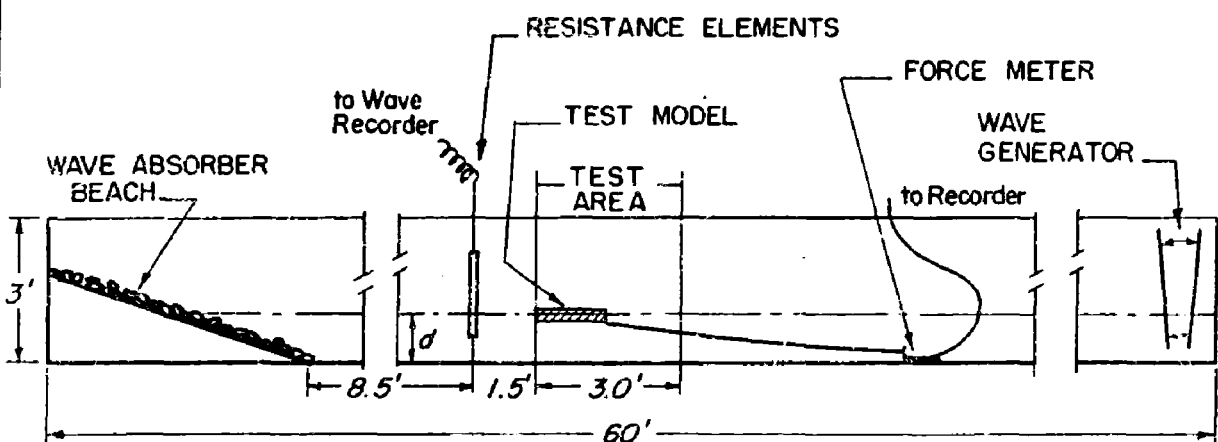 RESISTANCE ELEMENTS
FORCE METER
to Wave
Recorder
TEST MODEL
WAVE
GENERATOR
WAVE ABSORBER
BEACH
TEST
AREA
to Recorder
3'
d
8.5'
1.5'
3.0'
60'